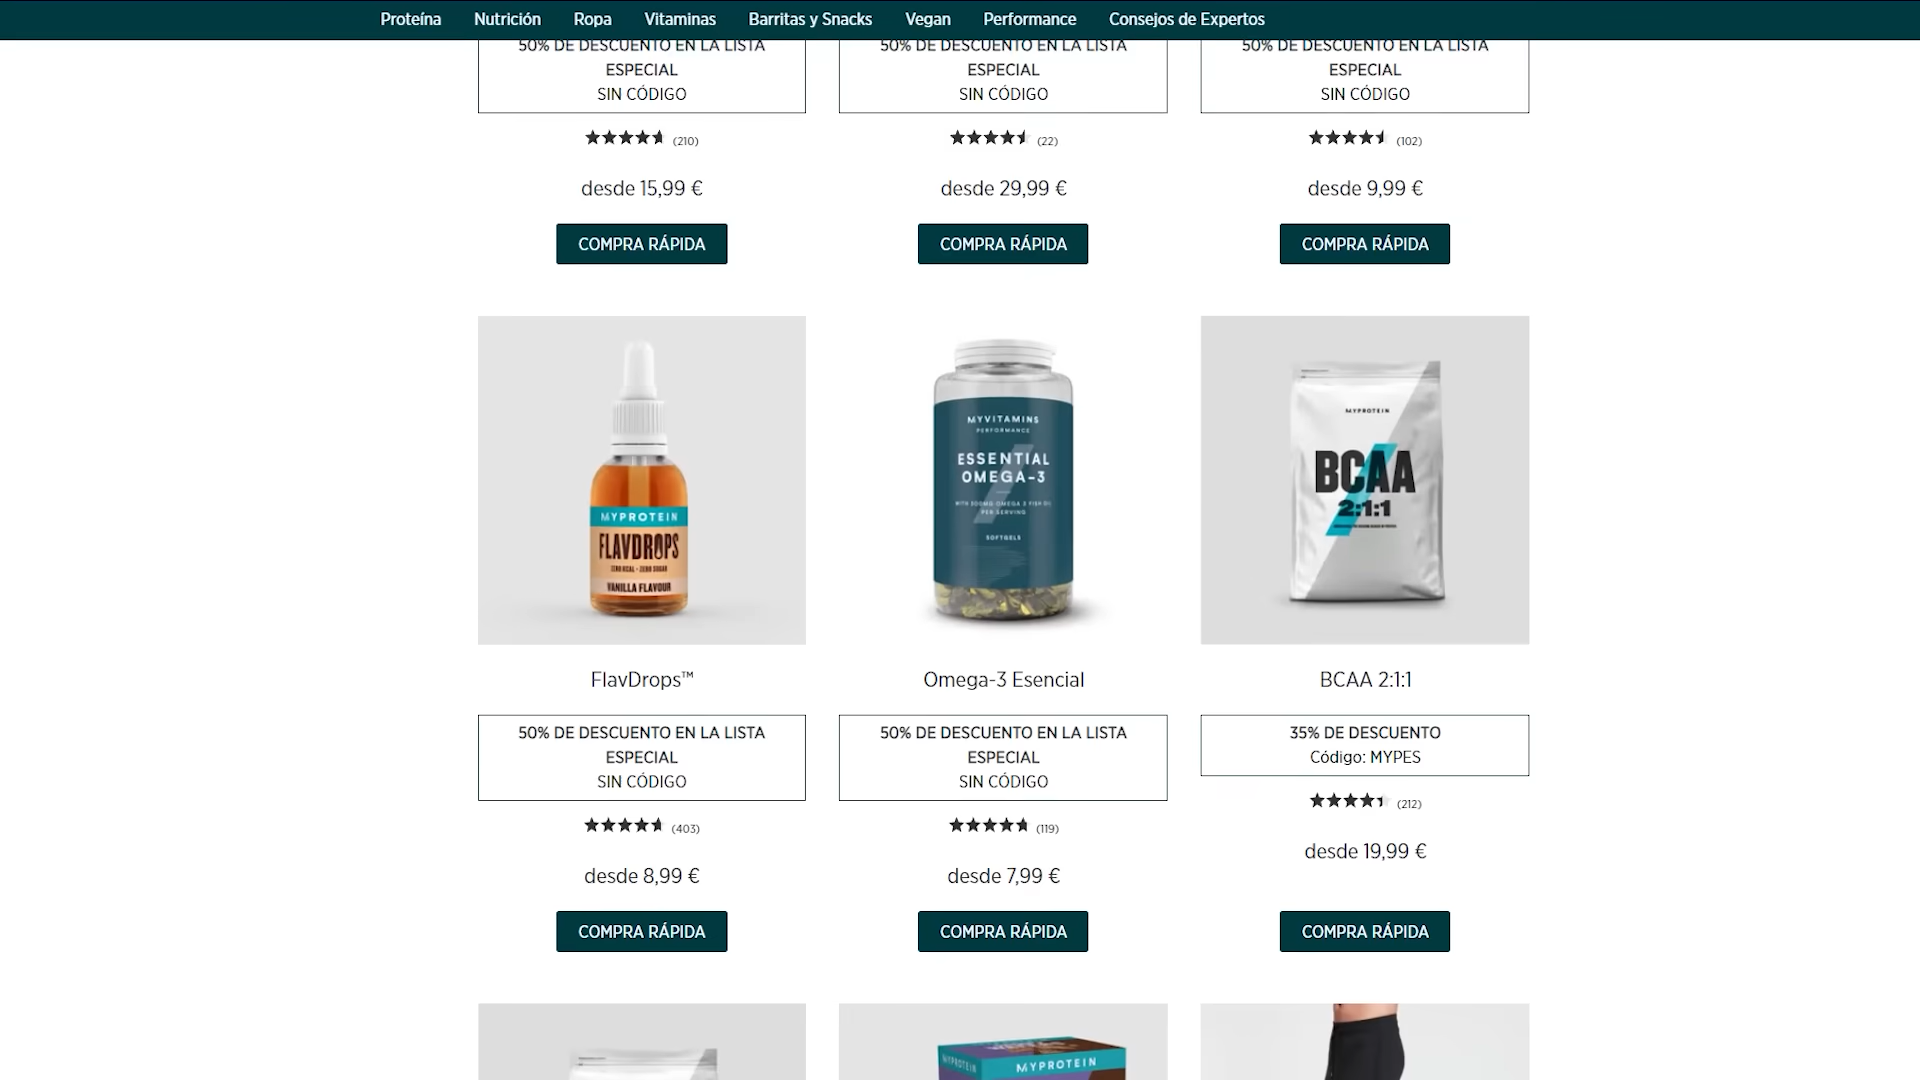 Proteína Nutrición Ropa Vitaminas Barritas y Snacks Vegan Performance Consejos de Expertos
50% DE DESCUENTO EN LA LISTA
ESPECIAL
SIN CÓDIGO
(210)
desde 15,99 €
COMPRA RÁPIDA
50% DE DESCUENTO EN LA LISTA
ESPECIAL
SIN CÓDIGO
(22)
desde 29,99 €
COMPRA RÁPIDA
50% DE DESCUENTO EN LA LISTA
ESPECIAL
SIN CÓDIGO
(102)
desde 9,99 €
COMPRA RÁPIDA
MYPROTEIN
FLAVDROPS
ZERO KCAL - ZERO SUGAR
VANILLA FLAVOUR
FlavDrops™
50% DE DESCUENTO EN LA LISTA
ESPECIAL
SIN CÓDIGO
(403)
desde 8,99 €
COMPRA RÁPIDA
MYVITAMINS
PERFORMANCE
ESSENTIAL
OMEGA-3
WITH 500MG OMEGA 3 FISH OIL
PER SERVING
SOFTGELS
Omega-3 Esencial
50% DE DESCUENTO EN LA LISTA
ESPECIAL
SIN CÓDIGO
(119)
desde 7,99 €
COMPRA RÁPIDA
MYPROTEIN
BCAA
2:1:1
BCAA 2:1:1
35% DE DESCUENTO
Código: MYPES
(212)
desde 19,99 €
COMPRA RÁPIDA
MYPROTEIN
MYPROTEIN